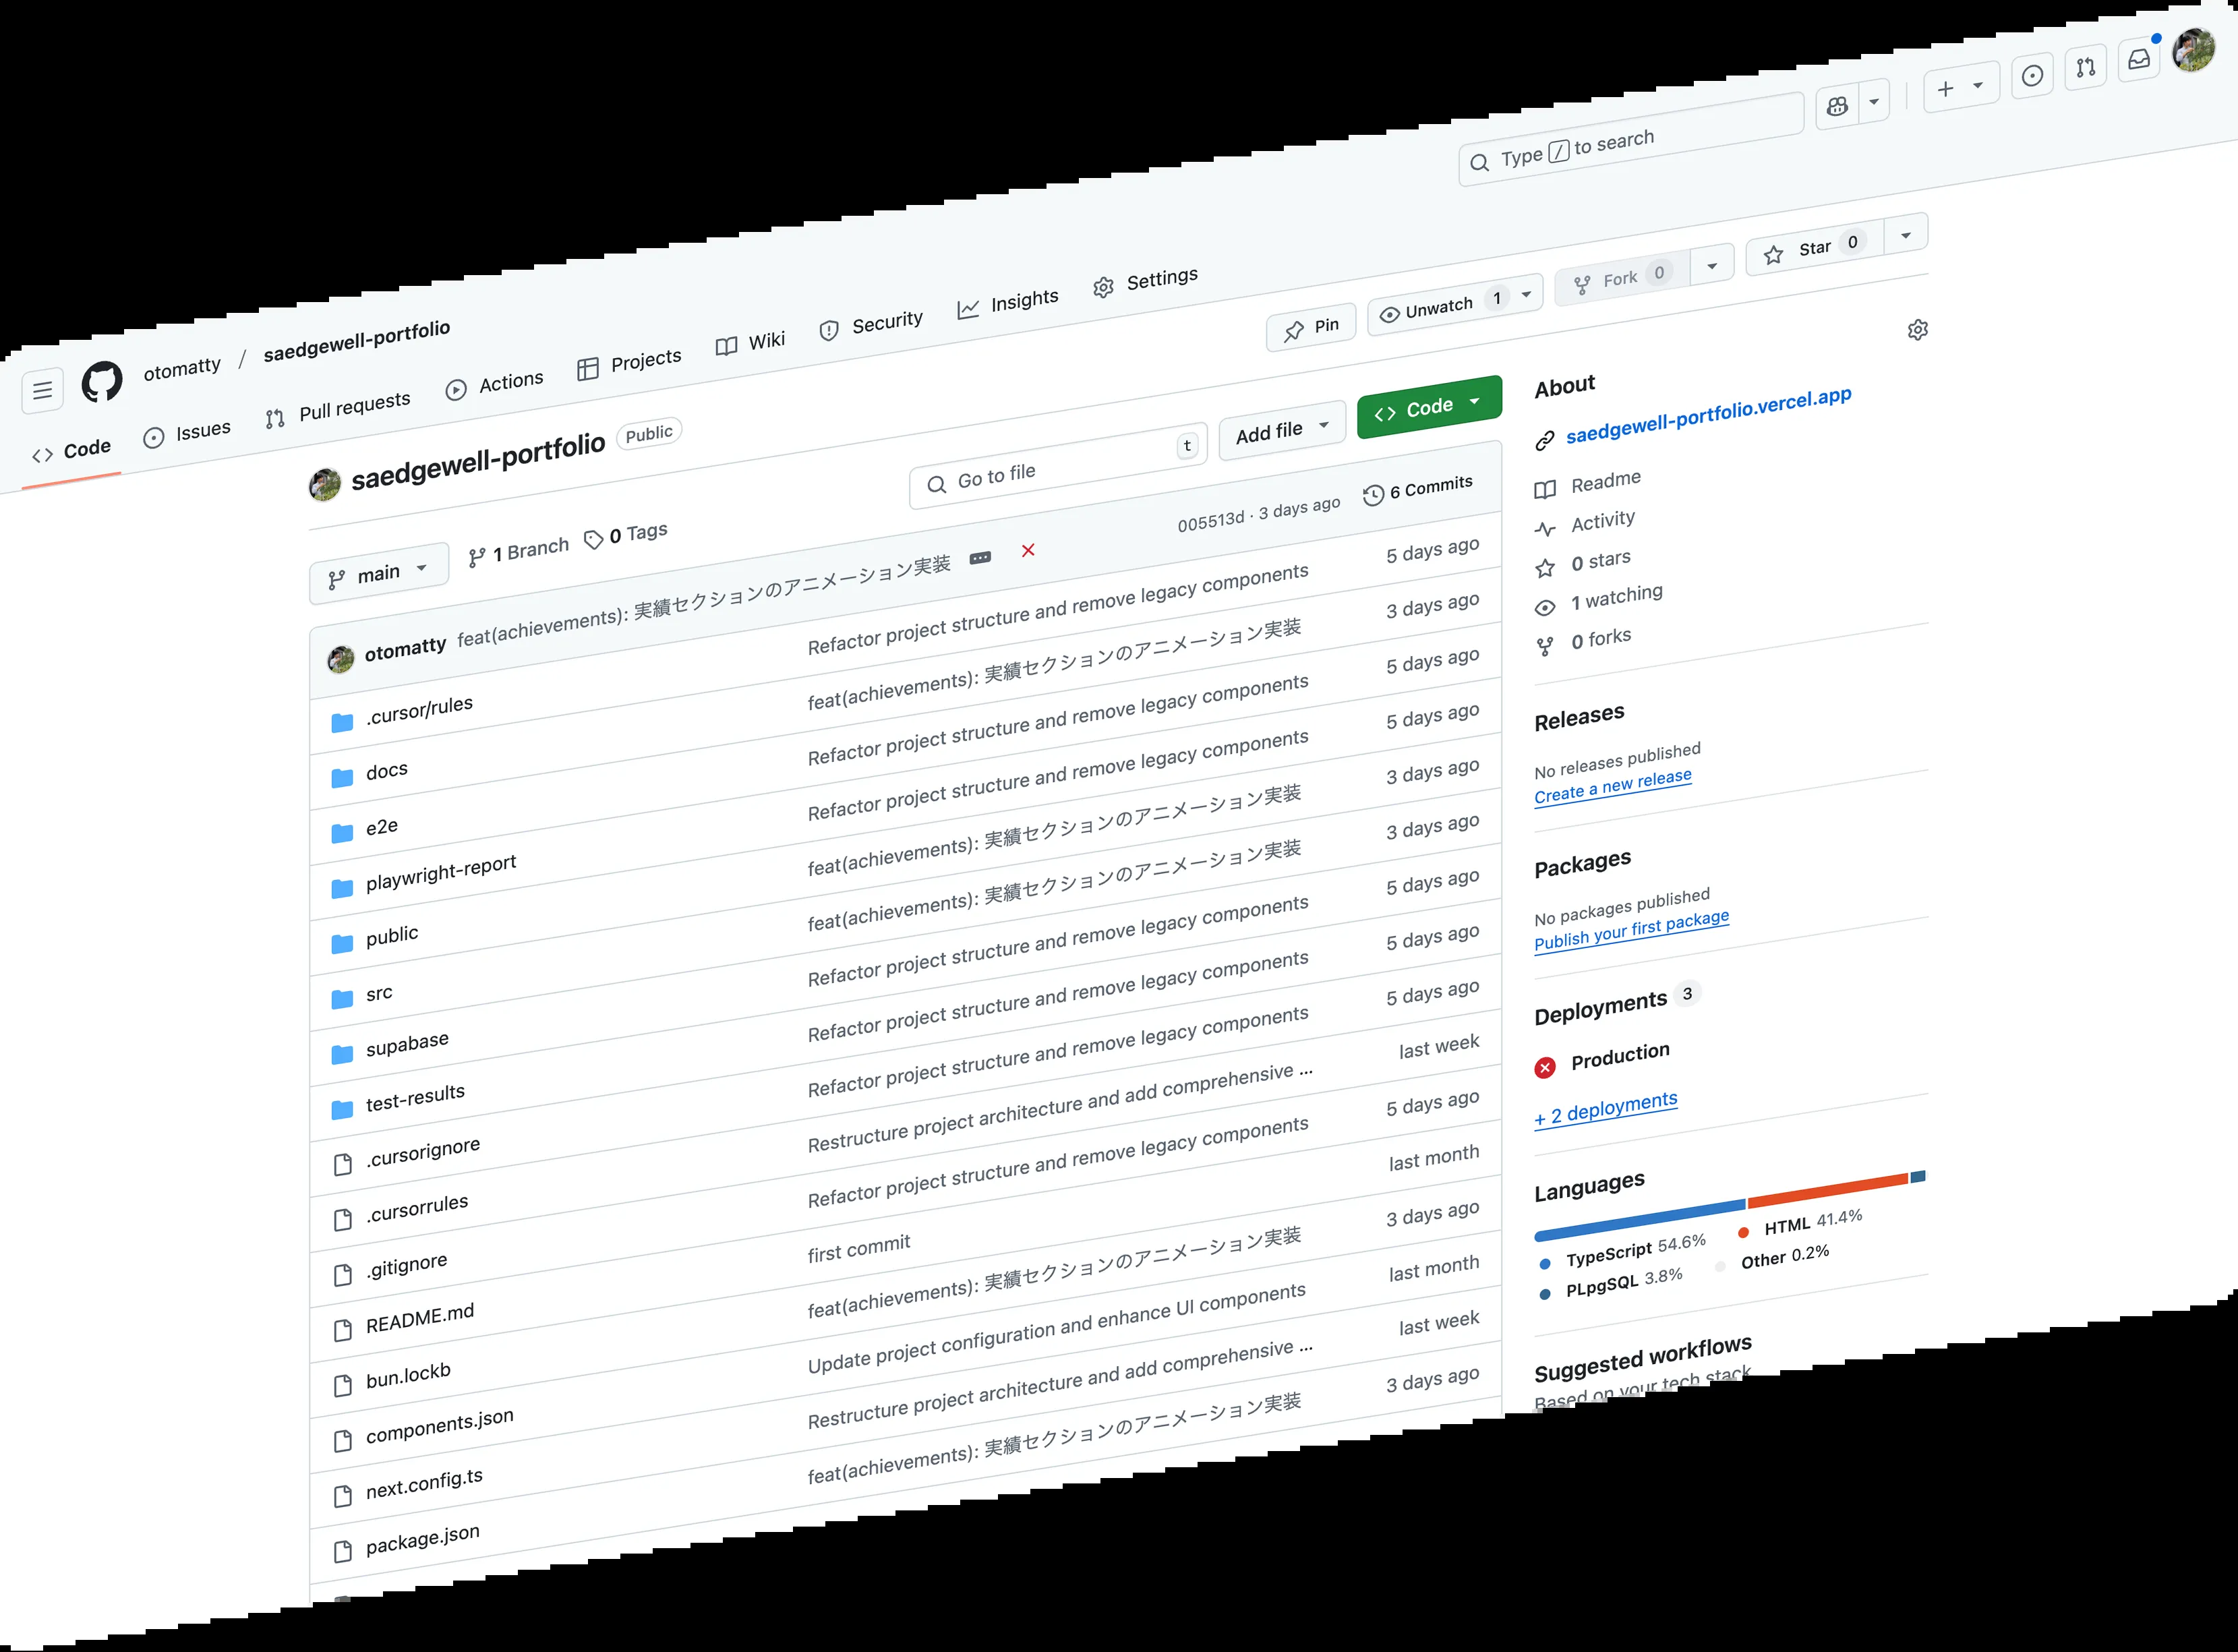 otomatty / saedgewell-portfolio
Type / to search
Code Issues Pull requests Actions Projects Wiki Security Insights Settings
saedgewell-portfolio Public
Pin Unwatch 1 Fork 0 Star 0
main 1 Branch 0 Tags
Go to file t Add file Code
otomatty feat(achievements): 実績セクションのアニメーション実装 005513d · 3 days ago 6 Commits
.cursor/rules Refactor project structure and remove legacy components 5 days ago
docs feat(achievements): 実績セクションのアニメーション実装 3 days ago
e2e Refactor project structure and remove legacy components 5 days ago
playwright-report Refactor project structure and remove legacy components 5 days ago
public feat(achievements): 実績セクションのアニメーション実装 3 days ago
src feat(achievements): 実績セクションのアニメーション実装 3 days ago
supabase Refactor project structure and remove legacy components 5 days ago
test-results Refactor project structure and remove legacy components 5 days ago
.cursorignore Refactor project structure and remove legacy components 5 days ago
.cursorrules Restructure project architecture and add comprehensive ... last week
.gitignore Refactor project structure and remove legacy components 5 days ago
README.md first commit last month
bun.lockb feat(achievements): 実績セクションのアニメーション実装 3 days ago
components.json Update project configuration and enhance UI components last month
next.config.ts Restructure project architecture and add comprehensive ... last week
package.json feat(achievements): 実績セクションのアニメーション実装 3 days ago
About
saedgewell-portfolio.vercel.app
Readme
Activity
0 stars
1 watching
0 forks
Releases
No releases published
Create a new release
Packages
No packages published
Publish your first package
Deployments 3
Production
+ 2 deployments
Languages
TypeScript 54.6% HTML 41.4%
PLpgSQL 3.8% Other 0.2%
Suggested workflows
Based on your tech stack